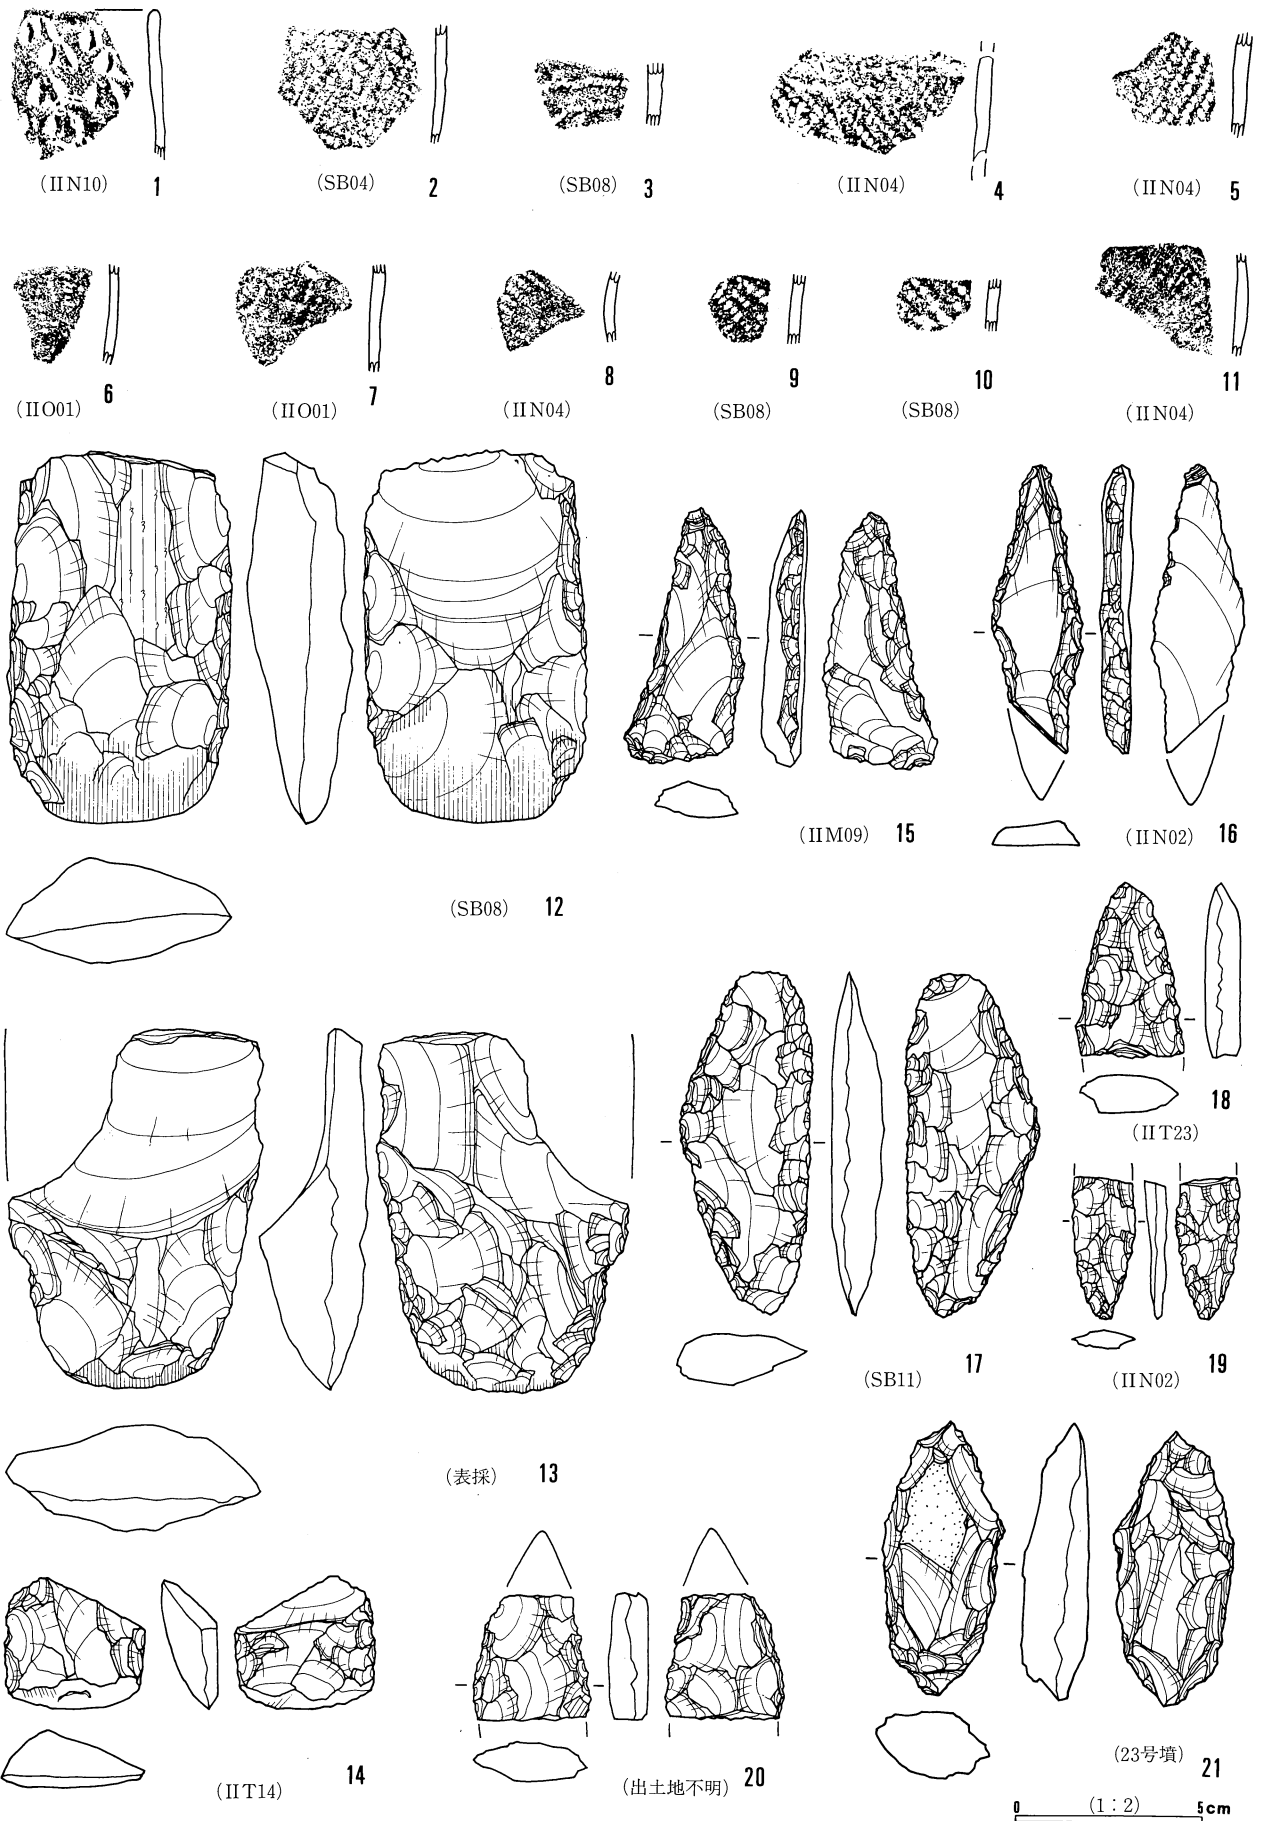 (IIN10) 1
(SB04) 2
(SB08) 3
(IIN04) 4
(IIN04) 5
(IIO01) 6
(IIO01) 7
(IIN04) 8
(SB08) 9
(SB08) 10
(IIN04) 11
(SB08) 12
(IIM09) 15
(IIN02) 16
(SB11) 17
18
(IIT23)
19
(IIN02)
(表採) 13
(IIT14) 14
(出土地不明) 20
(23号墳) 21
0 (1：2) 5cm